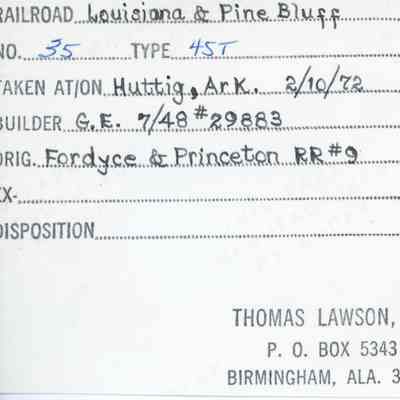 RAILROAD Louisiana & Pine Bluff
NO. 35 TYPE 45T
TAKEN AT/ON Huttig, Ark. 2/10/72
BUILDER G.E. 7/48 #29883
ORIG. Fordyce & Princeton RR #9
EX-
DISPOSITION
THOMAS LAWSON,
P. O. BOX 5343
BIRMINGHAM, ALA. 3